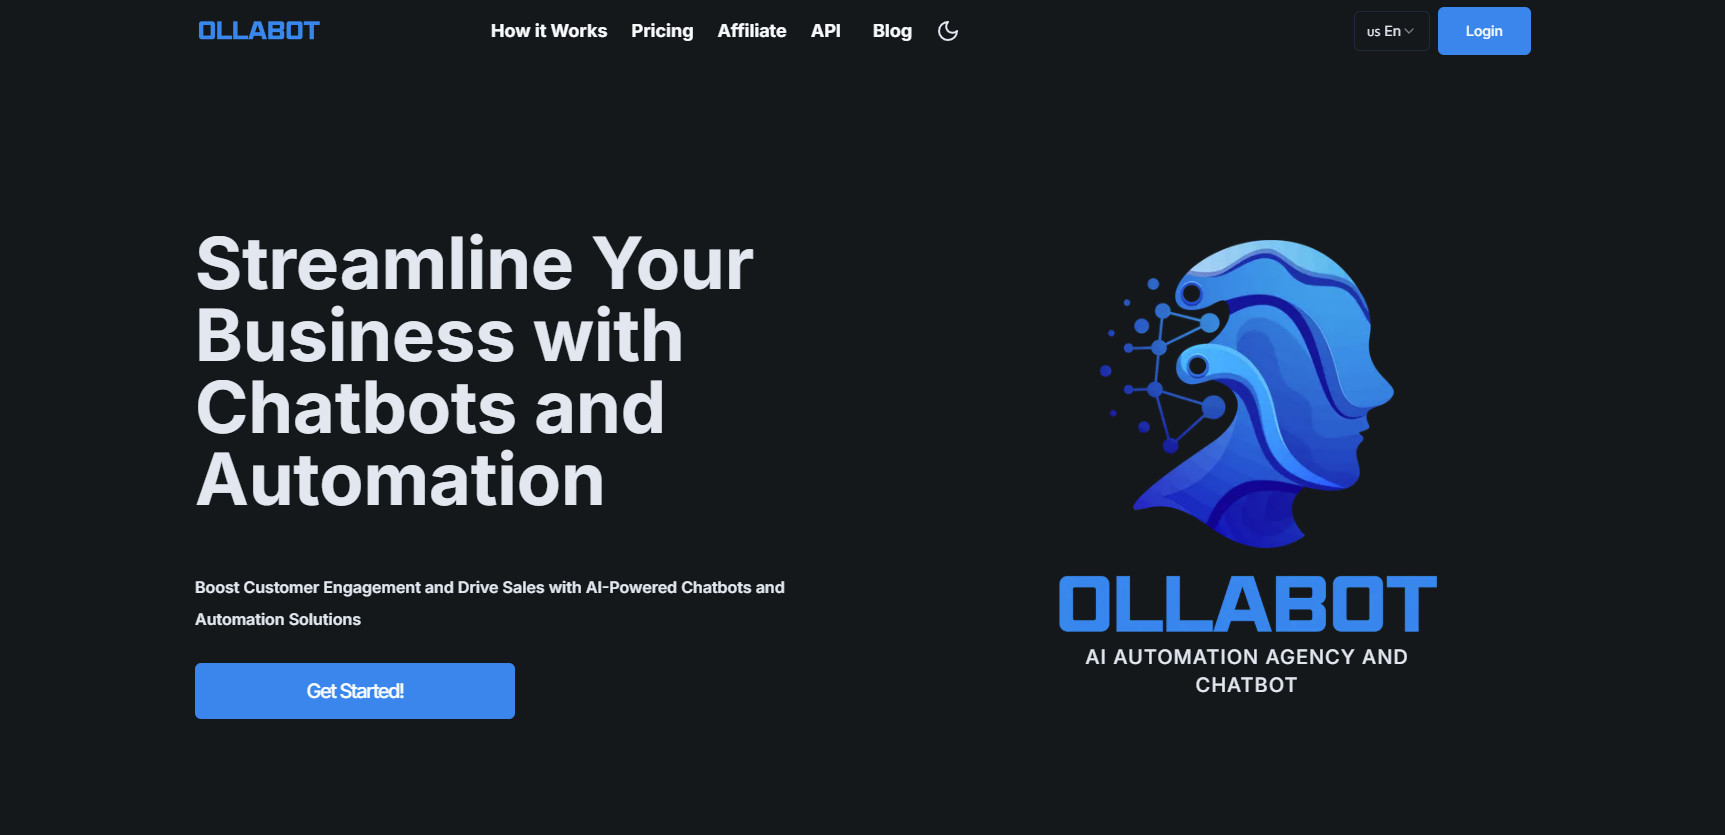 OLLABOT
How it Works
Pricing
Affiliate
API
Blog
us En
Login
Streamline Your
Business with
Chatbots and
Automation
Boost Customer Engagement and Drive Sales with AI-Powered Chatbots and
Automation Solutions
Get Started!
OLLABOT
AI AUTOMATION AGENCY AND
CHATBOT